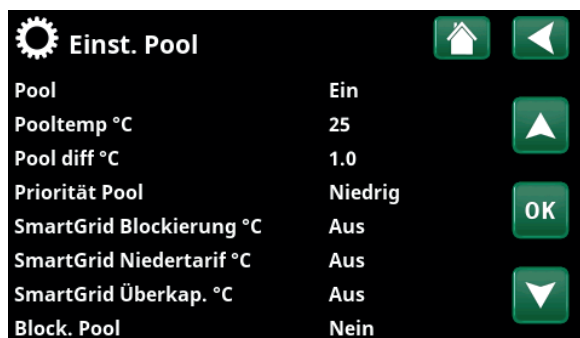 Einst. Pool
Pool Ein
Pooltemp °C 25
Pool diff °C 1.0
Priorität Pool Niedrig
OK
SmartGrid Blockierung °C Aus
SmartGrid Niedertarif °C Aus
SmartGrid Überkap. °C Aus
Block. Pool Nein